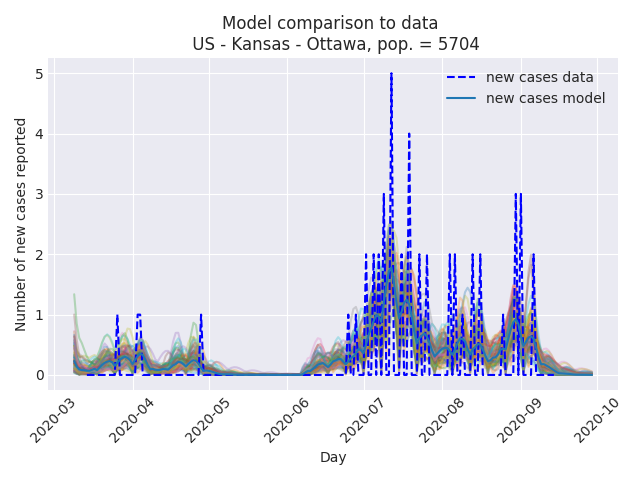 Model comparison to data
US - Kansas - Ottawa, pop. = 5704
new cases data
new cases model
Number of new cases reported
5
4
3
2
1
0
2020-03
2020-04
2020-05
2020-06
2020-07
2020-08
2020-09
2020-10
Day